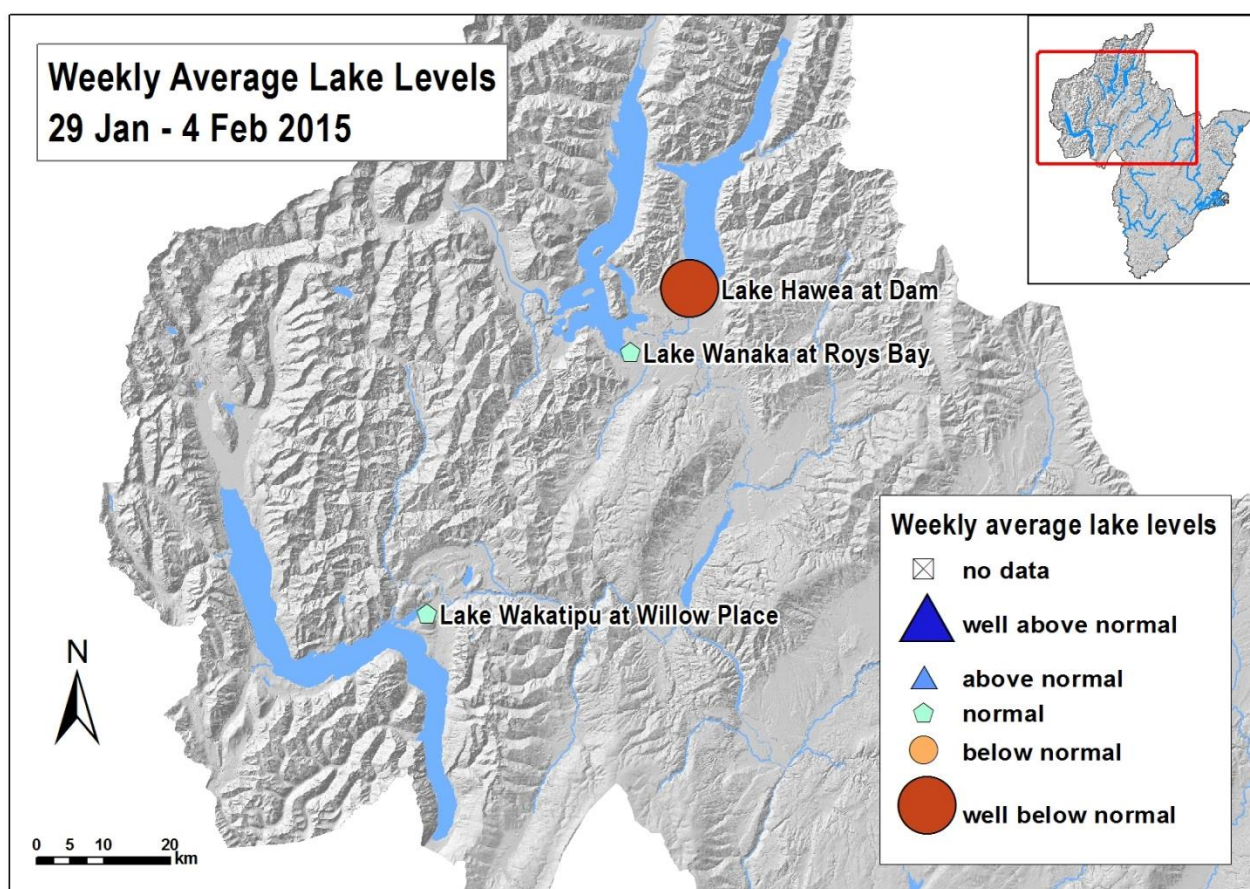 Weekly Average Lake Levels
29 Jan - 4 Feb 2015
Lake Hawea at Dam
Lake Wanaka at Roys Bay
Lake Wakatipu at Willow Place
N
0 5 10 20
km
Weekly average lake levels
no data
well above normal
above normal
normal
below normal
well below normal